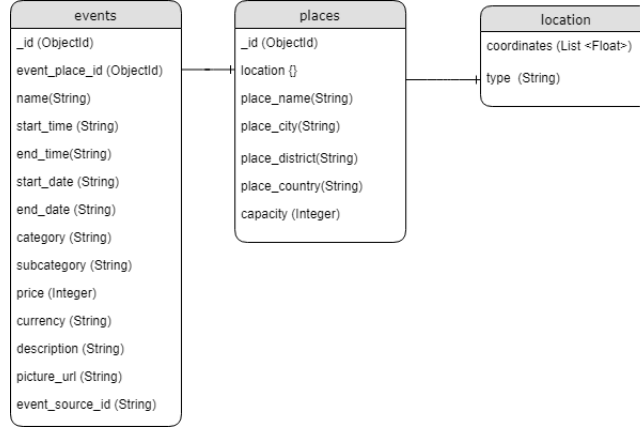 events
_id (ObjectId)
event_place_id (ObjectId)
name(String)
start_time (String)
end_time(String)
start_date (String)
end_date (String)
category (String)
subcategory (String)
price (Integer)
currency (String)
description (String)
picture_url (String)
event_source_id (String)
places
_id (ObjectId)
location {}
place_name(String)
place_city(String)
place_district(String)
place_country(String)
capacity (Integer)
location
coordinates (List <Float>)
type (String)